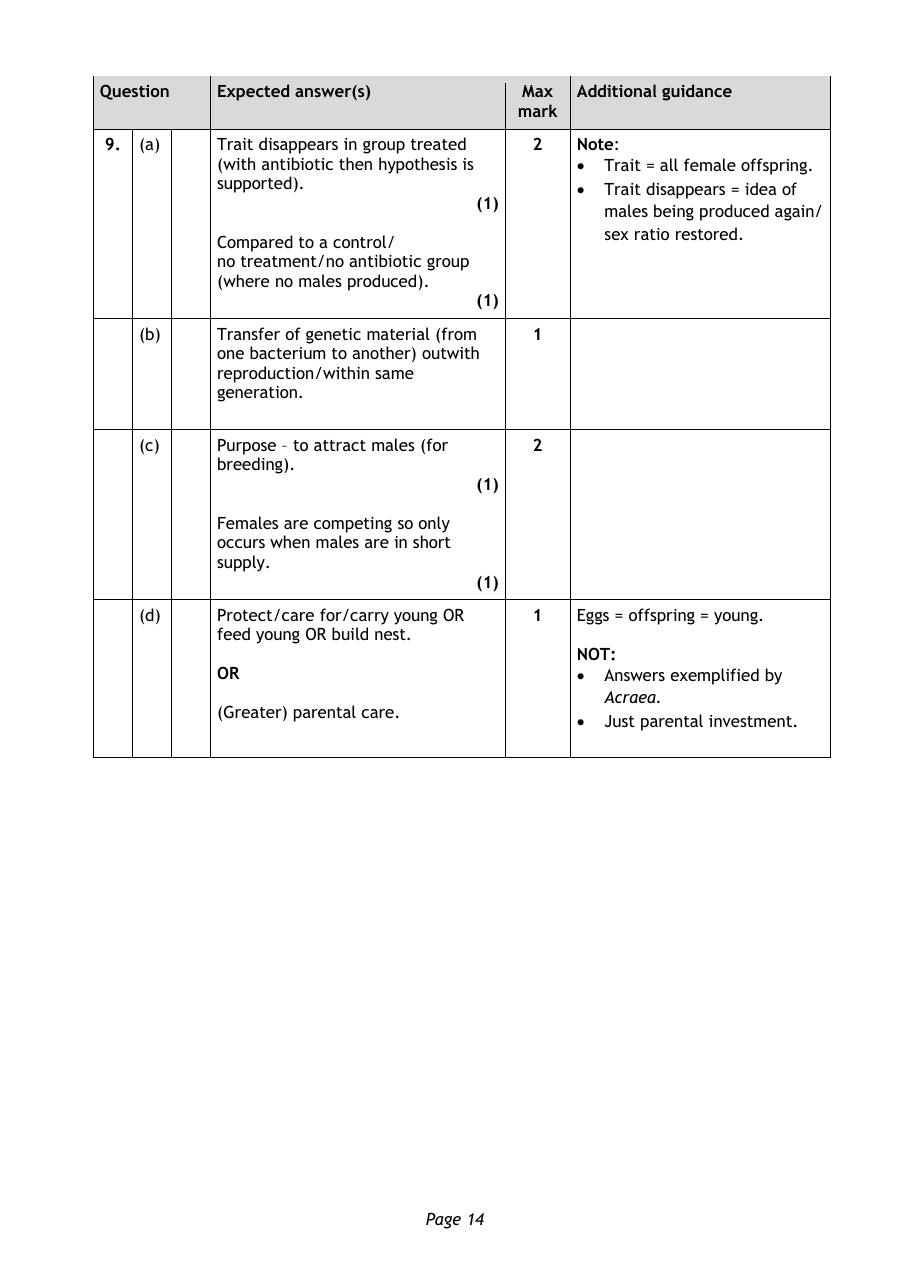 Question
Expected answer(s)
Max
mark
Additional guidance
9.
(a)
Trait disappears in group treated
(with antibiotic then hypothesis is
supported).
(1)
Compared to a control/
no treatment/no antibiotic group
(where no males produced).
(1)
2
Note:
• Trait = all female offspring.
• Trait disappears = idea of
males being produced again/
sex ratio restored.
(b)
Transfer of genetic material (from
one bacterium to another) outwith
reproduction/within same
generation.
1
(c)
Purpose – to attract males (for
breeding).
(1)
Females are competing so only
occurs when males are in short
supply.
(1)
2
(d)
Protect/care for/carry young OR
feed young OR build nest.
OR
(Greater) parental care.
1
Eggs = offspring = young.
NOT:
• Answers exemplified by
Acraea.
• Just parental investment.
Page 14